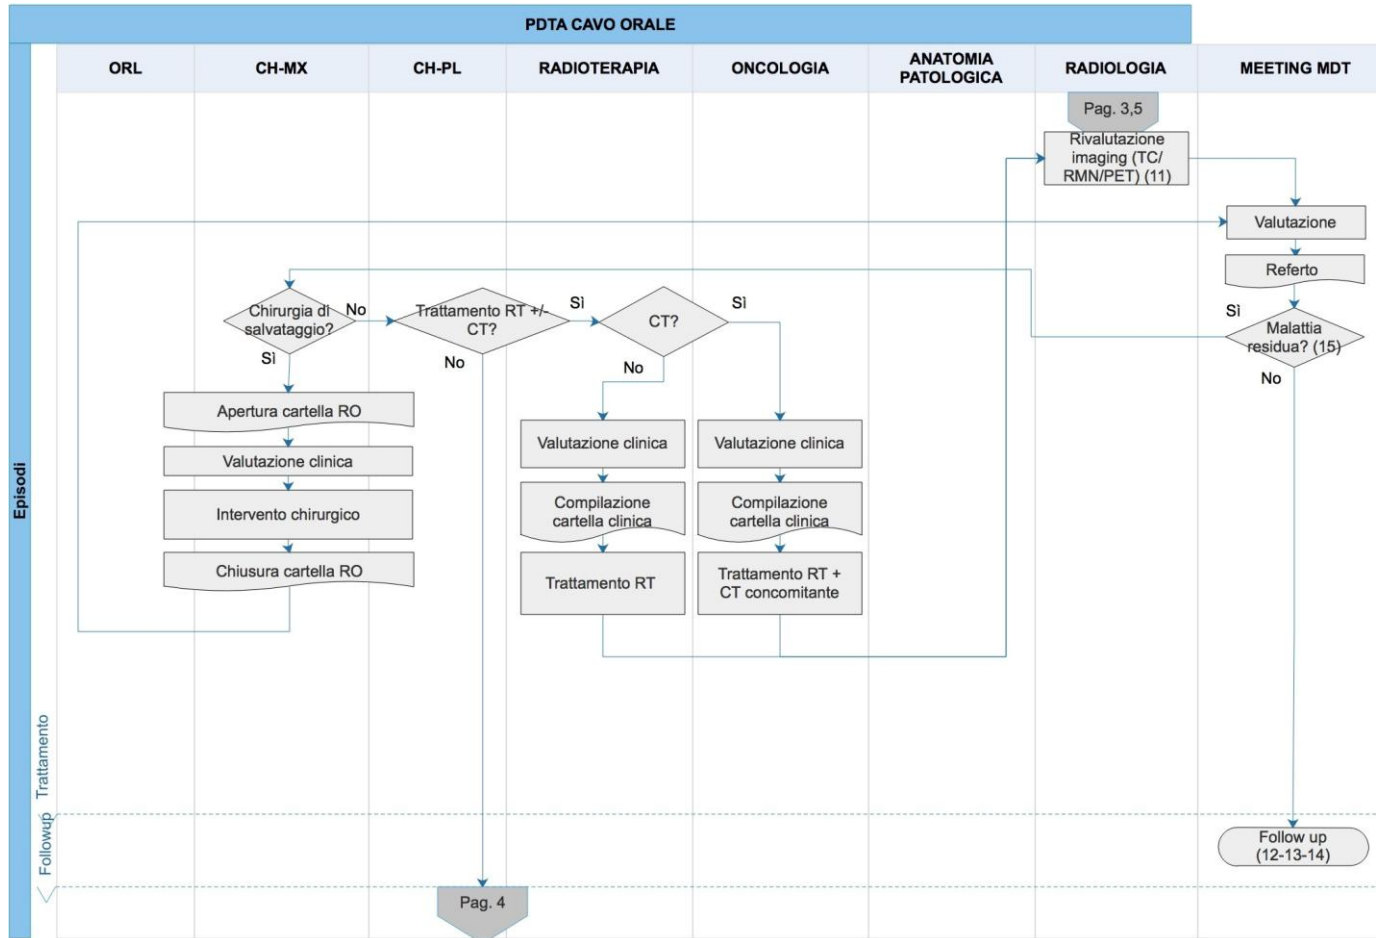 PDTA CAVO ORALE
ORL
CH-MX
CH-PL
RADIOTERAPIA
ONCOLOGIA
ANATOMIA
PATOLOGICA
RADIOLOGIA
MEETING MDT
Pag. 3,5
Rivalutazione
imaging (TC/
RMN/PET) (11)
Valutazione
Referto
Sì
Malattia
residua? (15)
No
Chirurgia di
salvataggio?
No
Sì
Trattamento RT +/-
CT?
Sì
No
CT?
Sì
No
Apertura cartella RO
Valutazione clinica
Intervento chirurgico
Chiusura cartella RO
Valutazione clinica
Compilazione
cartella clinica
Trattamento RT
Valutazione clinica
Compilazione
cartella clinica
Trattamento RT +
CT concomitante
Episodi
Trattamento
Followup
Follow up
(12-13-14)
Pag. 4